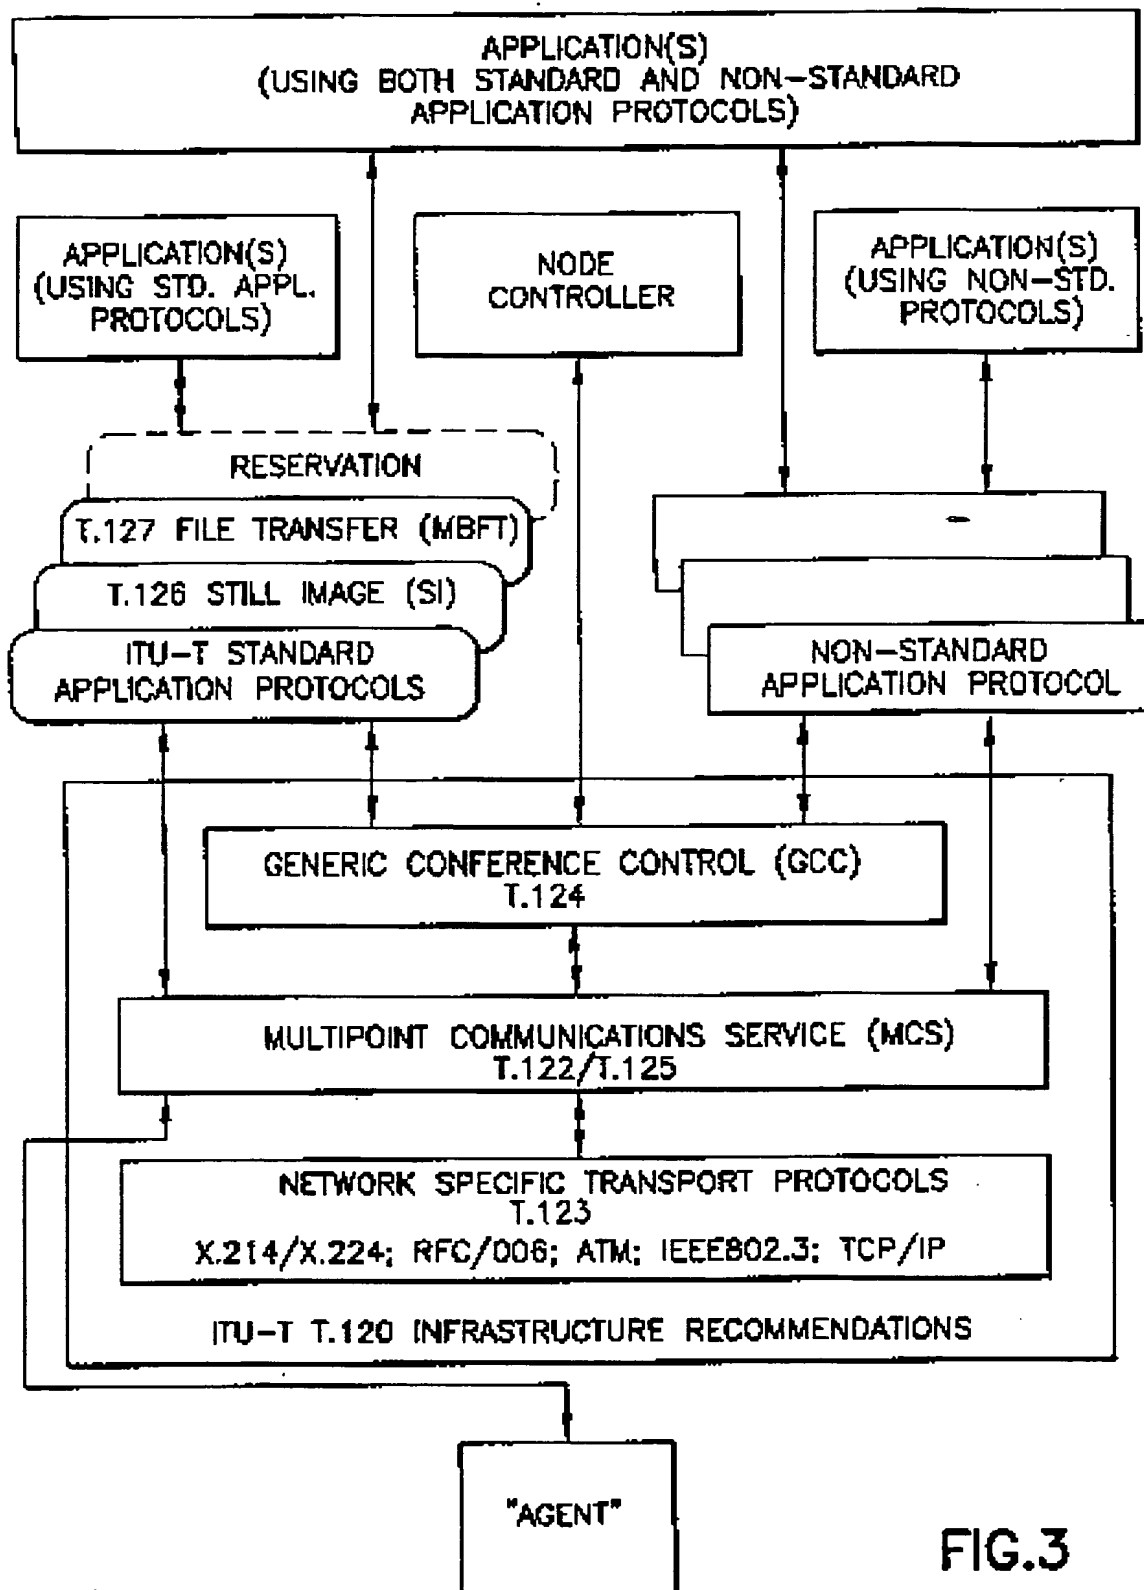 APPLICATION(S)
(USING BOTH STANDARD AND NON-STANDARD
APPLICATION PROTOCOLS)
APPLICATION(S)
(USING STD. APPL.
PROTOCOLS)
NODE
CONTROLLER
APPLICATION(S)
(USING NON-STD.
PROTOCOLS)
RESERVATION
T.127 FILE TRANSFER (MBFT)
T.126 STILL IMAGE (SI)
ITU-T STANDARD
APPLICATION PROTOCOLS
NON-STANDARD
APPLICATION PROTOCOL
GENERIC CONFERENCE CONTROL (GCC)
T.124
MULTIPOINT COMMUNICATIONS SERVICE (MCS)
T.122/T.125
NETWORK SPECIFIC TRANSPORT PROTOCOLS
T.123
X.214/X.224; RFC/006; ATM; IEEE802.3; TCP/IP
ITU-T T.120 INFRASTRUCTURE RECOMMENDATIONS
"AGENT"
FIG.3